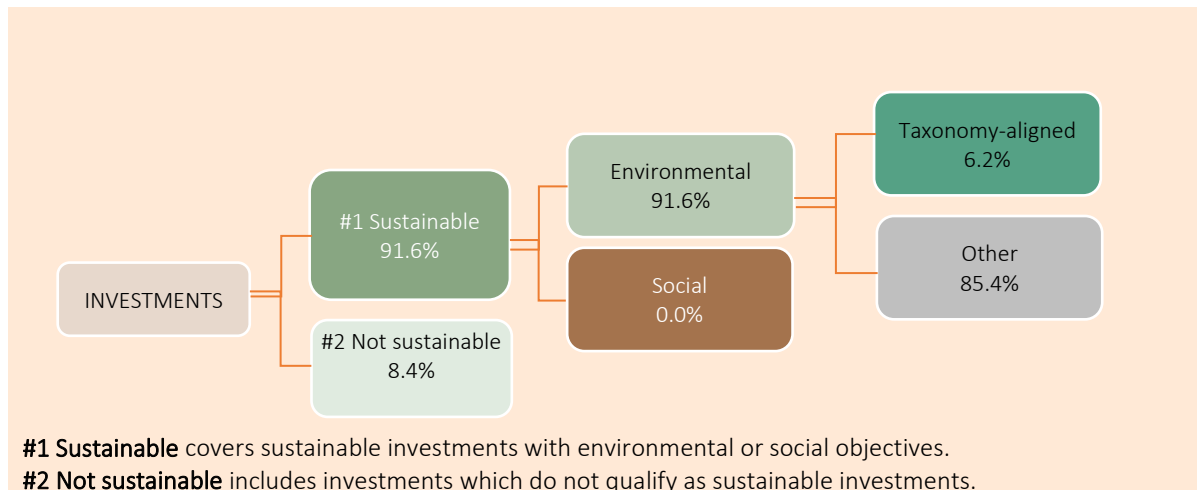 INVESTMENTS
#1 Sustainable
91.6%
#2 Not sustainable
8.4%
Environmental
91.6%
Social
0.0%
Taxonomy-aligned
6.2%
Other
85.4%
#1 Sustainable covers sustainable investments with environmental or social objectives.
#2 Not sustainable includes investments which do not qualify as sustainable investments.